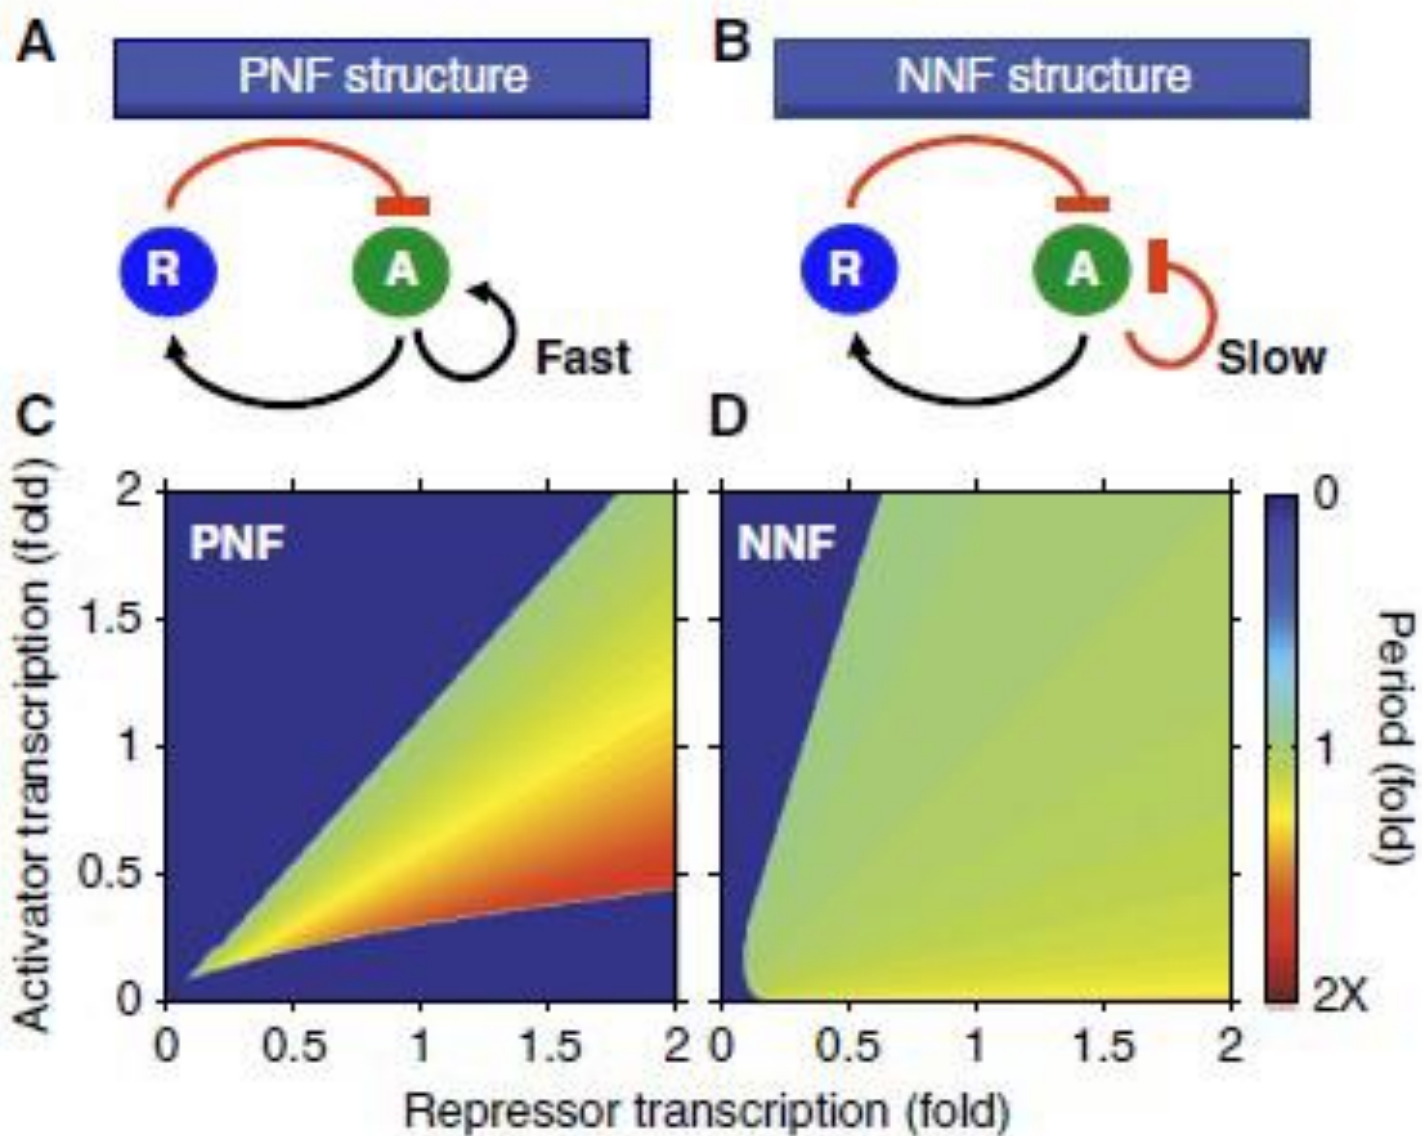 A
PNF structure
B
NNF structure
R
A
Fast
R
A
Slow
C
D
Activator transcription (fold)
2
1.5
1
0.5
0
PNF
NNF
0
1
2X
Period (fold)
0 0.5 1 1.5 2
0 0.5 1 1.5 2
Repressor transcription (fold)